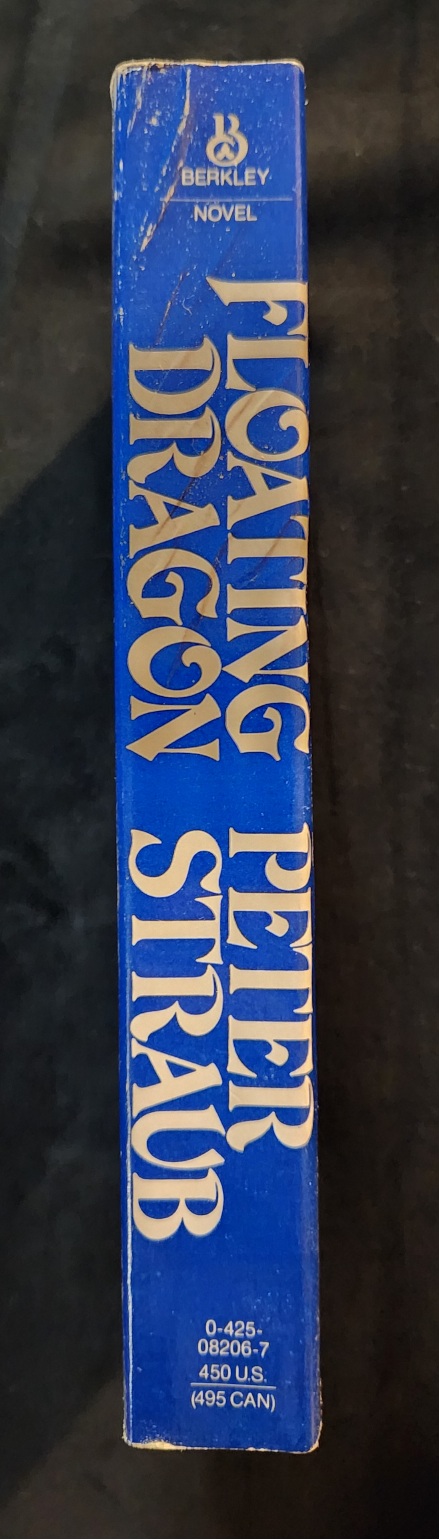 BERKLEY
NOVEL
FLOATING
DRAGON
PETER
STRAUB
0-425-
08206-7
450 U.S.
(495 CAN)